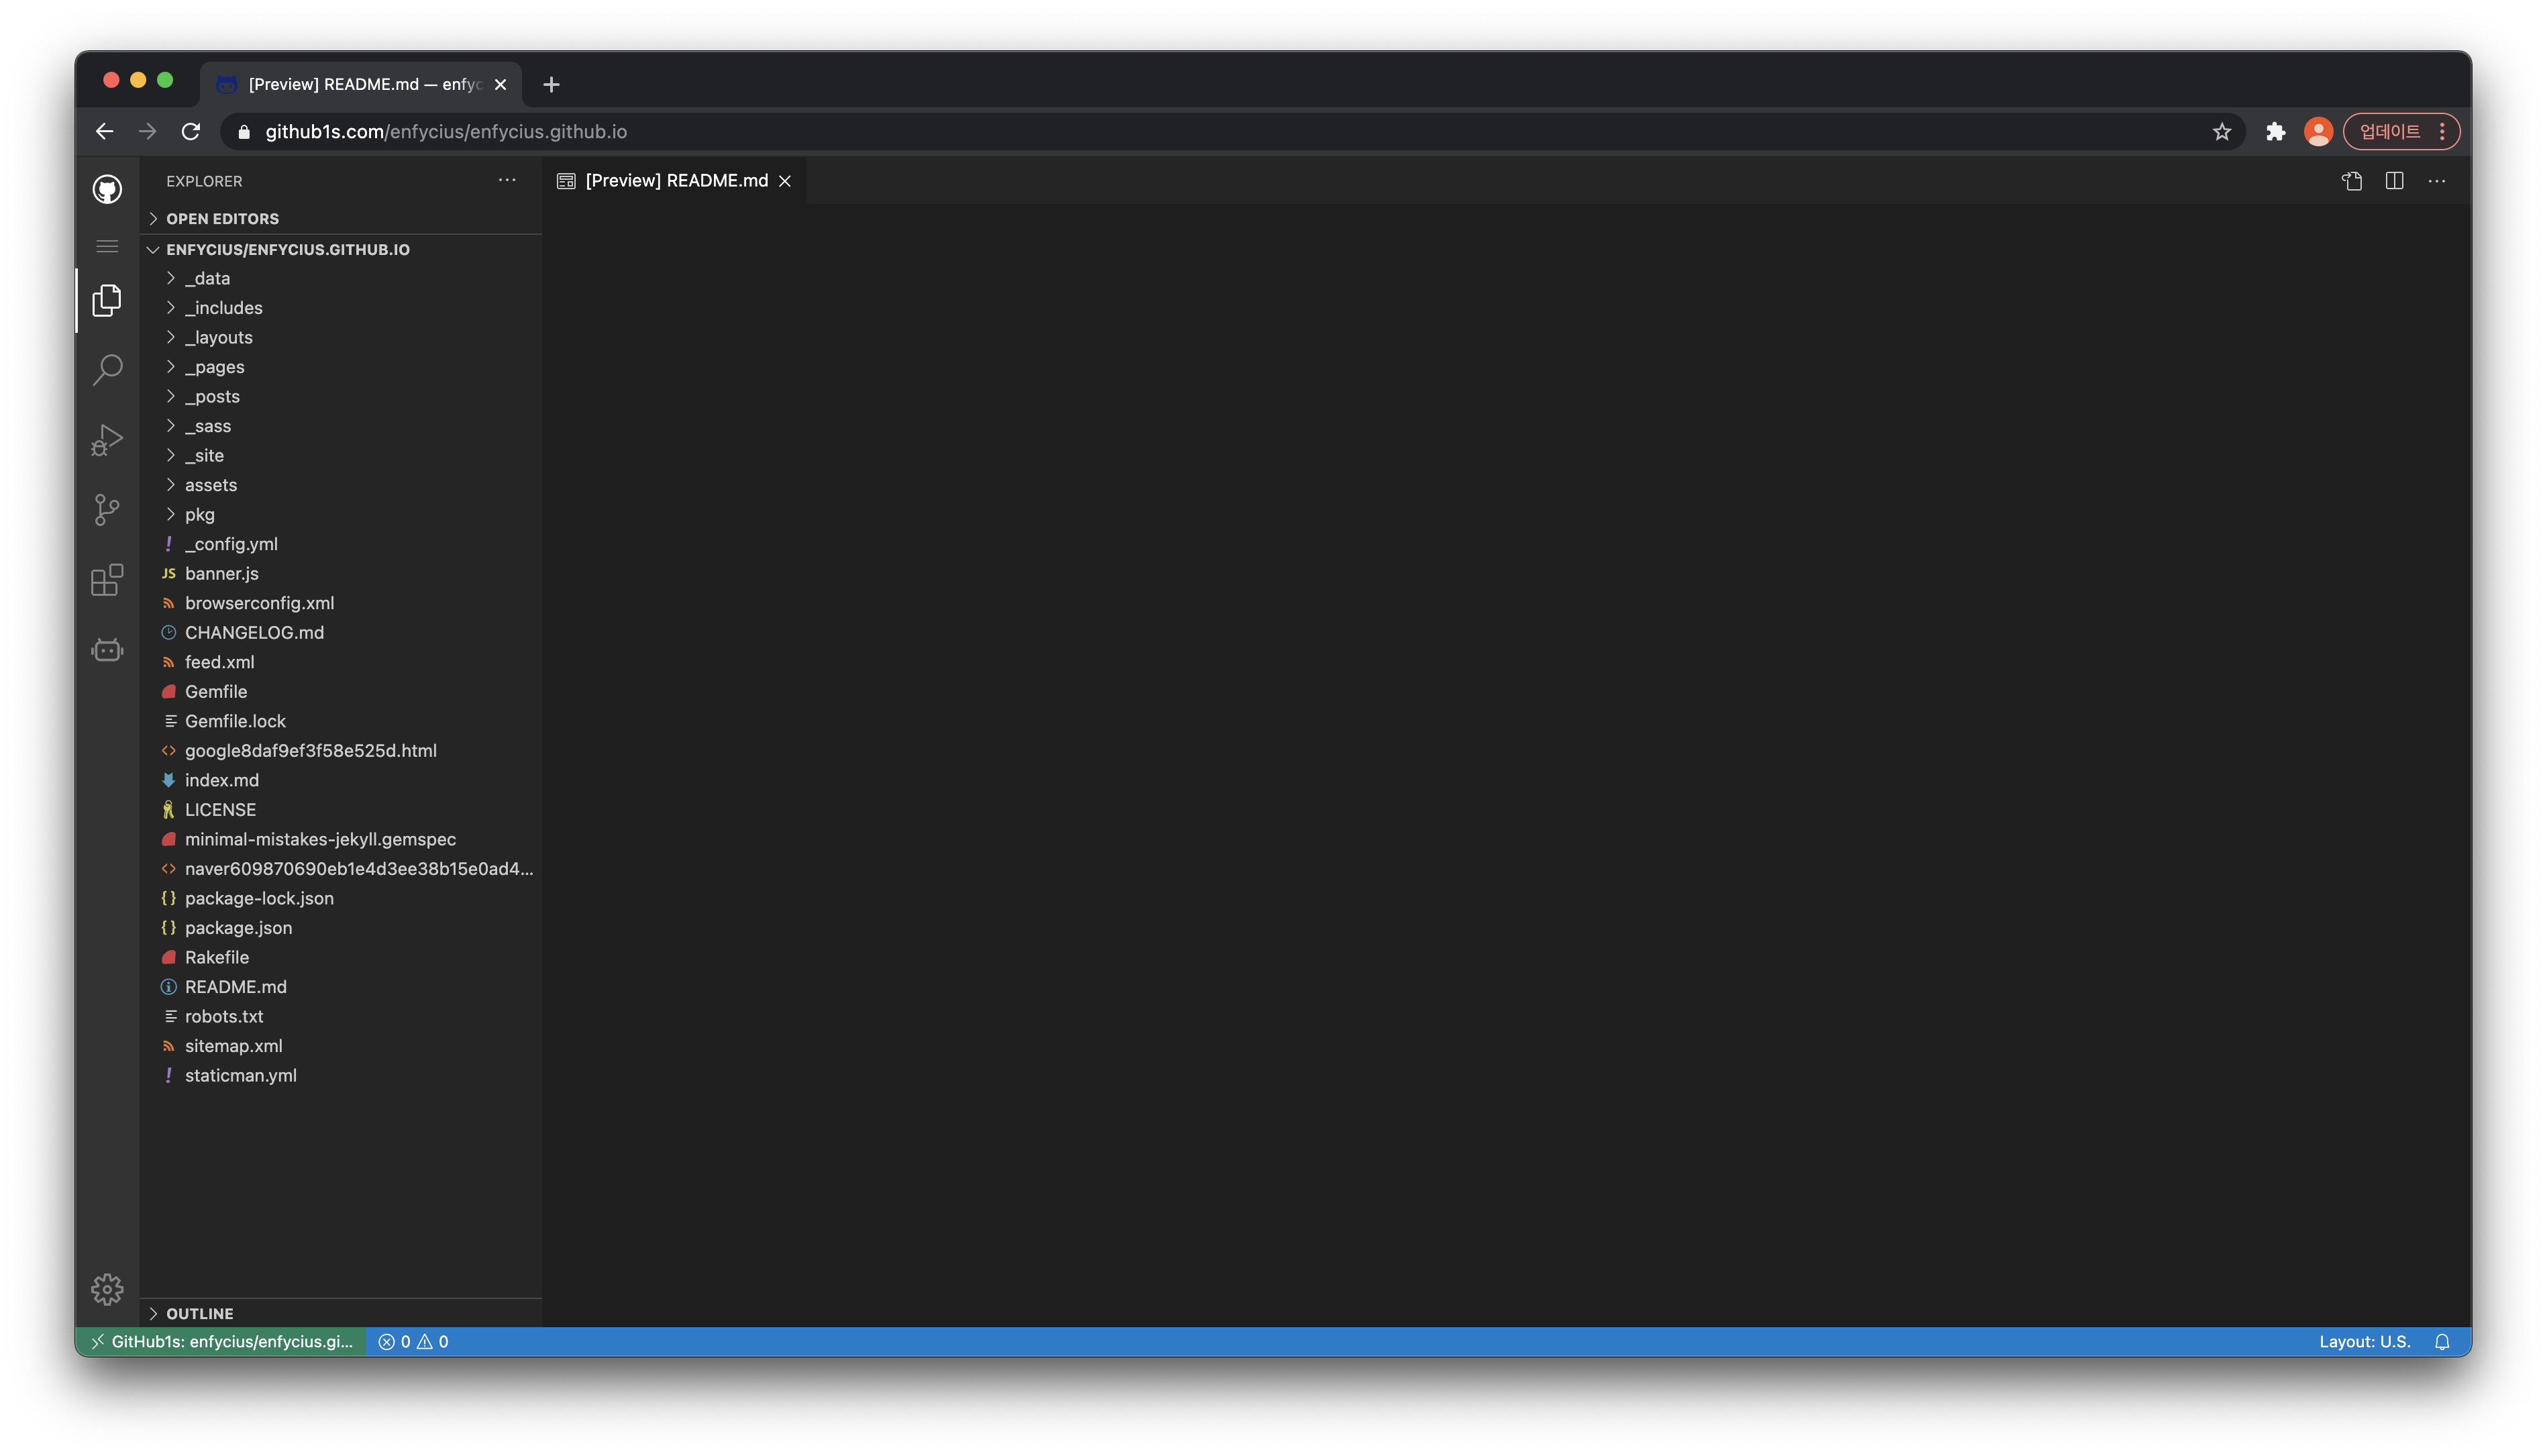 [Preview] README.md — enfyc
github1s.com/enfycius/enfycius.github.io
업데이트
EXPLORER
[Preview] README.md
OPEN EDITORS
ENFYCIUS/ENFYCIUS.GITHUB.IO
_data
_includes
_layouts
_pages
_posts
_sass
_site
assets
pkg
! _config.yml
JS banner.js
browserconfig.xml
CHANGELOG.md
feed.xml
Gemfile
Gemfile.lock
<> google8daf9ef3f58e525d.html
index.md
LICENSE
minimal-mistakes-jekyll.gemspec
<> naver609870690eb1e4d3ee38b15e0ad4...
{} package-lock.json
{} package.json
Rakefile
README.md
robots.txt
sitemap.xml
! staticman.yml
OUTLINE
GitHub1s: enfycius/enfycius.gi... 0 0 Layout: U.S.